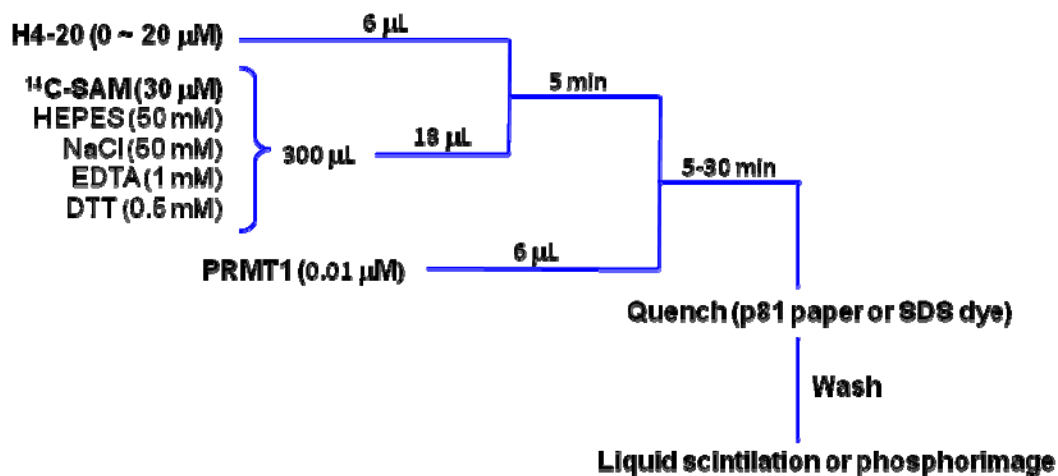 H4-20 (0 ~ 20 μM)
6 μL
¹⁴C-SAM (30 μM)
HEPES (50 mM)
NaCl (50 mM)
EDTA (1 mM)
DTT (0.5 mM)
300 μL
18 μL
5 min
5-30 min
PRMT1 (0.01 μM)
6 μL
Quench (p81 paper or SDS dye)
Wash
Liquid scintilation or phosphorimage